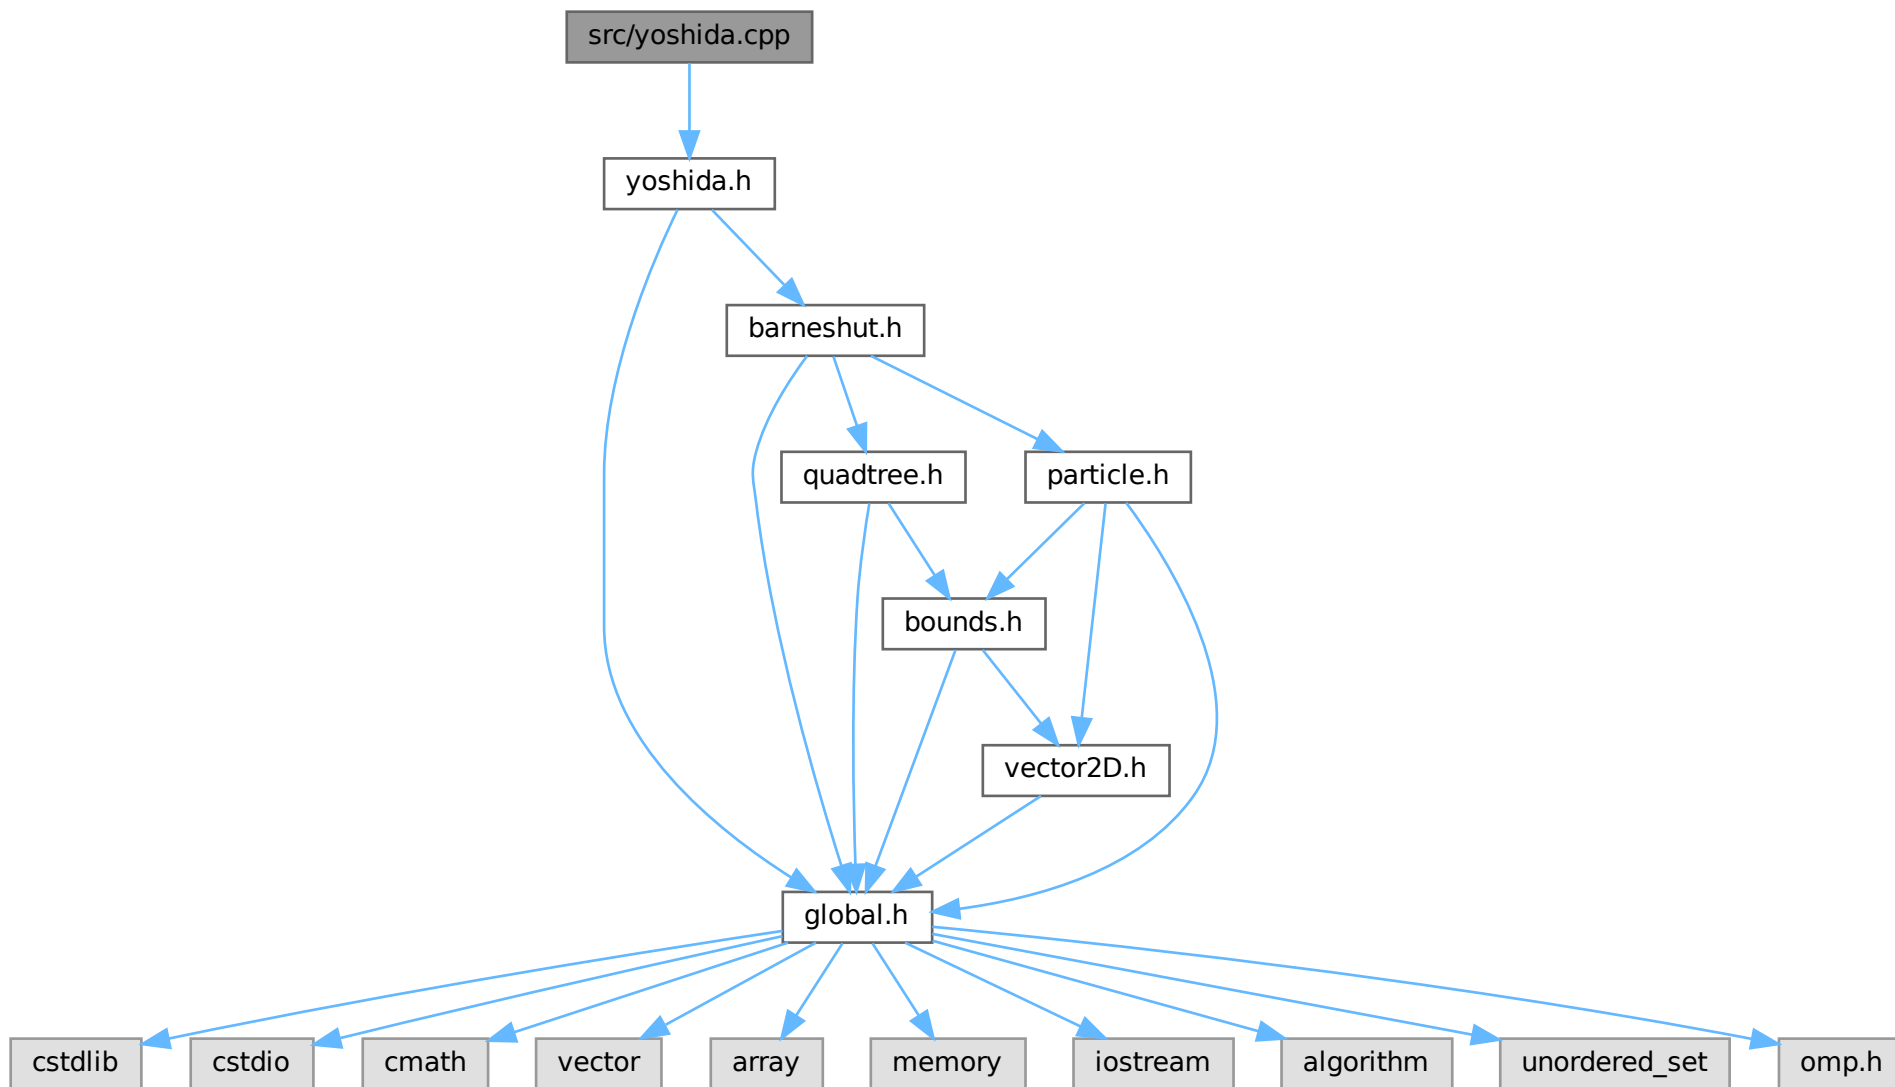 src/yoshida.cpp
yoshida.h
barneshut.h
quadtree.h
particle.h
bounds.h
vector2D.h
global.h
cstdlib
cstdio
cmath
vector
array
memory
iostream
algorithm
unordered_set
omp.h